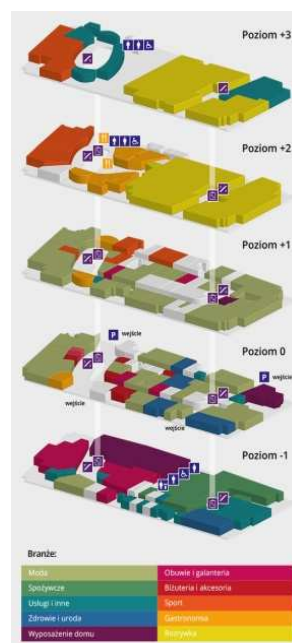 Poziom +3
Poziom +2
Poziom +1
Poziom 0
P
wejście
P
wejście
wejście
wejście
Poziom -1
Branże:
Moda
Obuwie i galanteria
Spożywcze
Biżuteria i akcesoria
Usługi i inne
Sport
Zdrowie i uroda
Gastronomia
Wyposażenie domu
Rozrywka